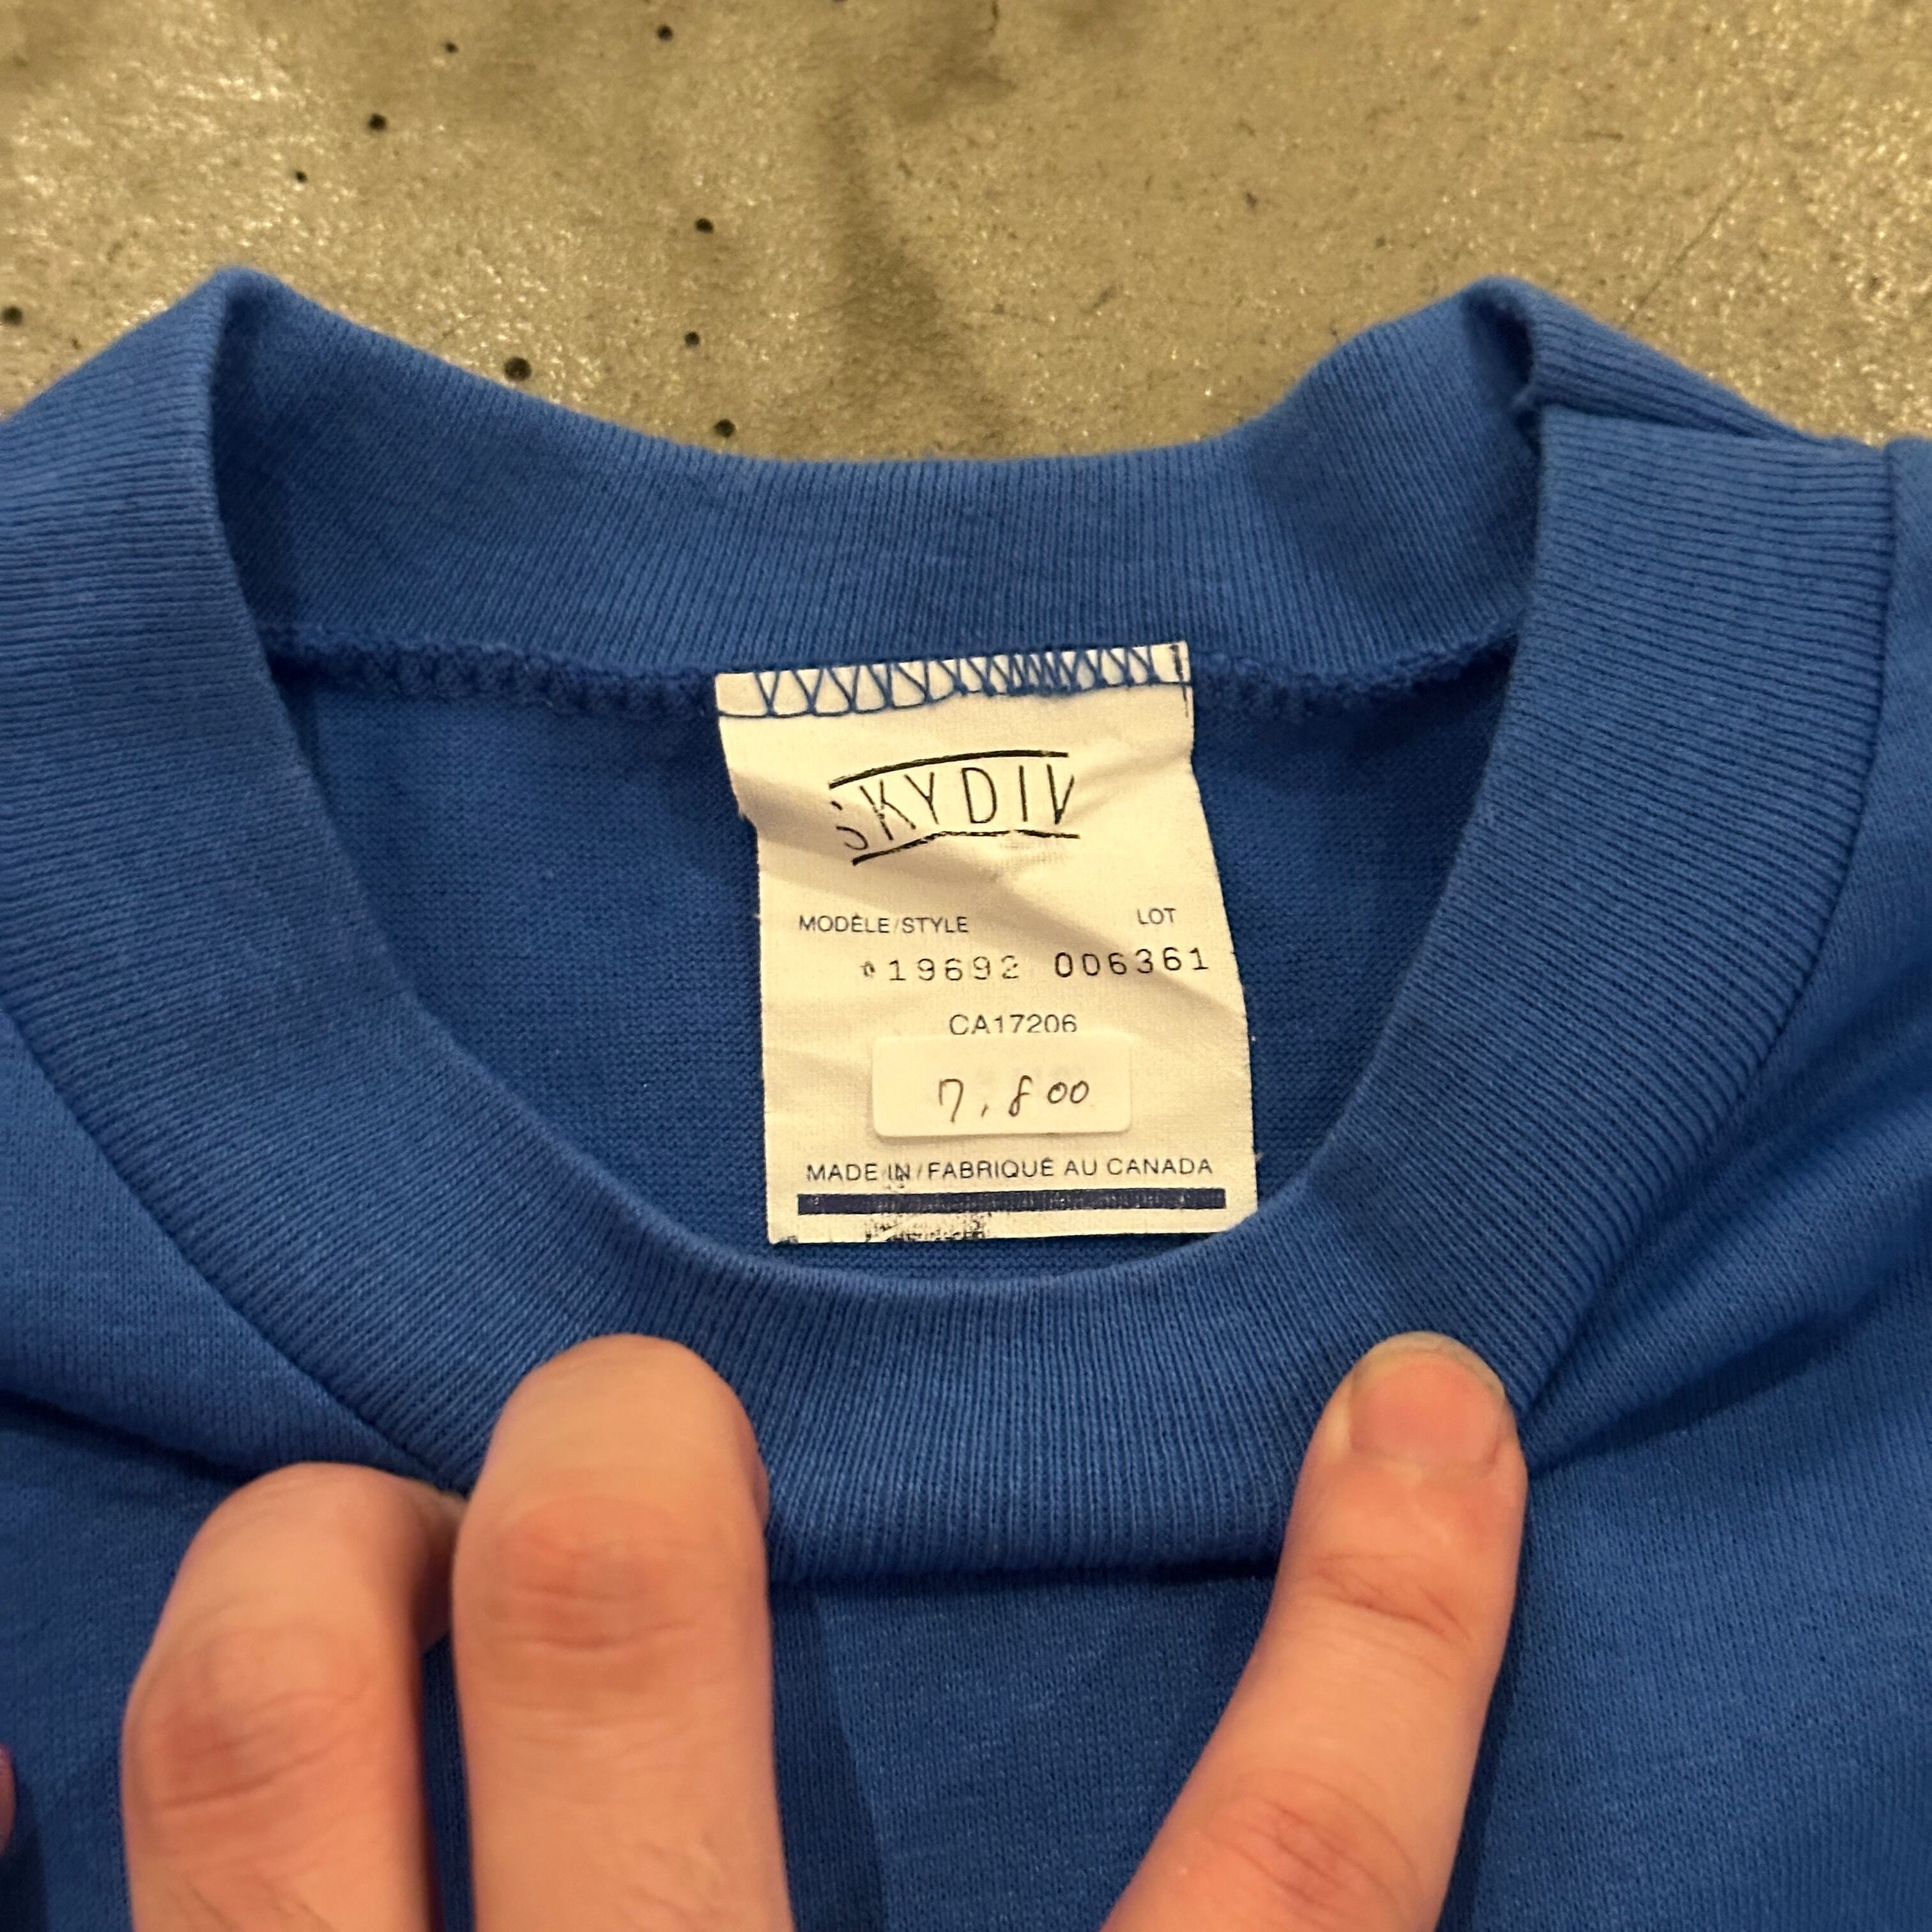 SKYDIV
MODÈLE/STYLE LOT
19692 006361
CA17206
7,800
MADE IN/FABRIQUÉ AU CANADA